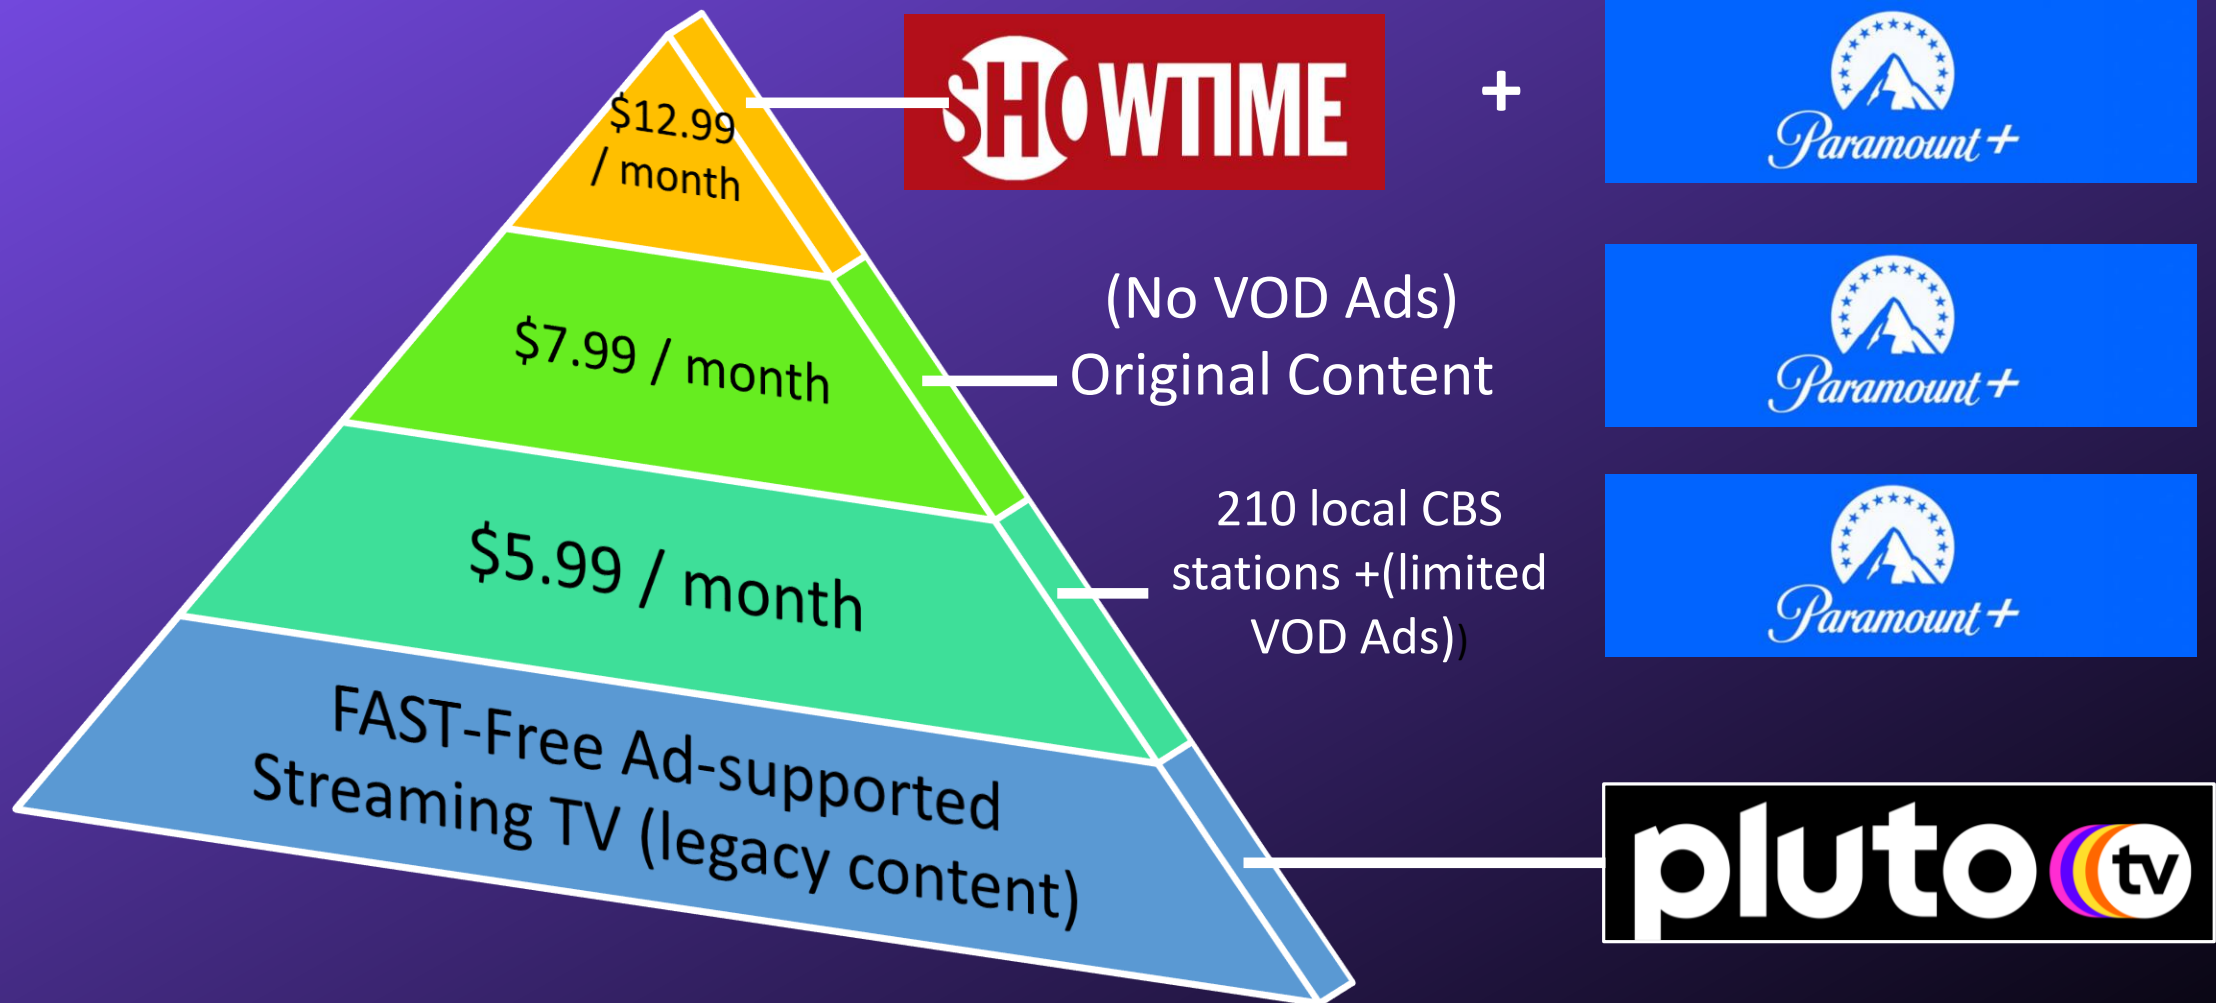 $12.99
/ month
SHOWTIME
+
Paramount+
$7.99 / month
(No VOD Ads)
Original Content
Paramount+
$5.99 / month
210 local CBS
stations +(limited
VOD Ads))
Paramount+
FAST-Free Ad-supported
Streaming TV (legacy content)
pluto tv